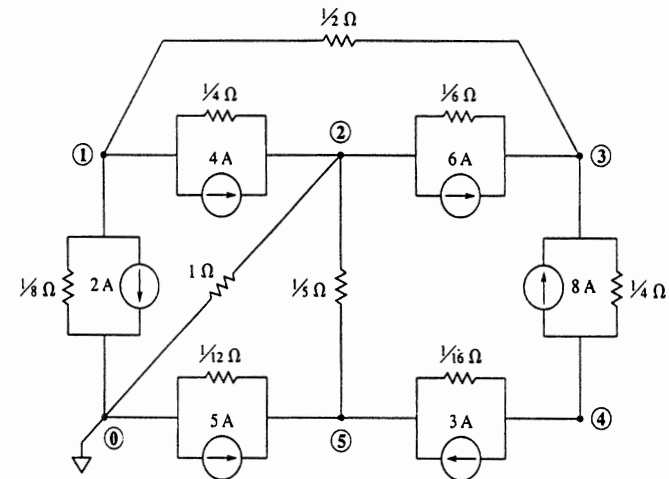 ½ Ω
¼ Ω
⅙ Ω
① ② ③
4 A
6 A
⅛ Ω
2 A
1 Ω
⅕ Ω
8 A
¼ Ω
1/12 Ω
1/16 Ω
5 A
3 A
⓪ ⑤ ④